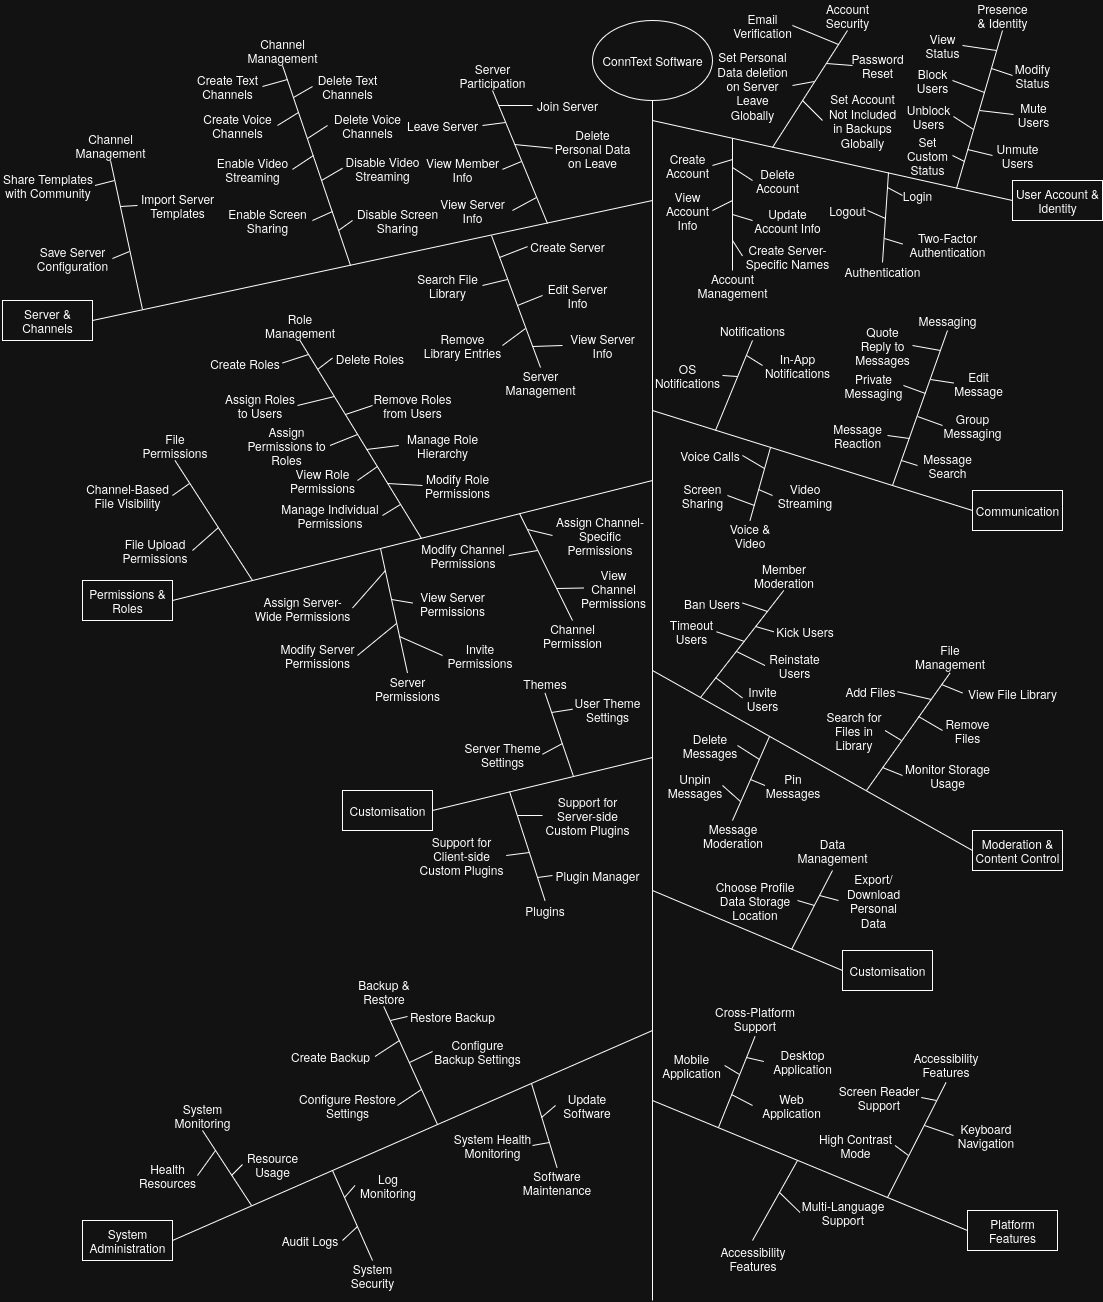 ConnText Software
Email
Verification
Account
Security
Set Personal
Data deletion
on Server
Leave
Globally
Password
Reset
Set Account
Not Included
in Backups
Globally
Presence
& Identity
View
Status
Modify
Status
Block
Users
Mute
Users
Unblock
Users
Unmute
Users
Set
Custom
Status
Create
Account
Delete
Account
View
Account
Info
Update
Account Info
Create Server-
Specific Names
Account
Management
Login
Logout
Two-Factor
Authentication
Authentication
User Account &
Identity
Channel
Management
Share Templates
with Community
Import Server
Templates
Save Server
Configuration
Channel
Management
Create Text
Channels
Delete Text
Channels
Create Voice
Channels
Delete Voice
Channels
Enable Video
Streaming
Disable Video
Streaming
Enable Screen
Sharing
Disable Screen
Sharing
Server
Participation
Join Server
Leave Server
Delete
Personal Data
on Leave
View Member
Info
View Server
Info
Create Server
Search File
Library
Edit Server
Info
Remove
Library Entries
View Server
Info
Server
Management
Server &
Channels
Notifications
OS
Notifications
In-App
Notifications
Messaging
Quote
Reply to
Messages
Edit
Message
Private
Messaging
Group
Messaging
Message
Reaction
Message
Search
Voice Calls
Screen
Sharing
Video
Streaming
Voice &
Video
Communication
Role
Management
Create Roles
Delete Roles
Assign Roles
to Users
Remove Roles
from Users
Assign
Permissions to
Roles
Manage Role
Hierarchy
View Role
Permissions
Modify Role
Permissions
Manage Individual
Permissions
File
Permissions
Channel-Based
File Visibility
File Upload
Permissions
Assign Channel-
Specific
Permissions
Modify Channel
Permissions
View
Channel
Permissions
Channel
Permission
Assign Server-
Wide Permissions
View Server
Permissions
Modify Server
Permissions
Invite
Permissions
Server
Permissions
Permissions &
Roles
Member
Moderation
Ban Users
Timeout
Users
Kick Users
Reinstate
Users
Invite
Users
File
Management
Add Files
View File Library
Search for
Files in
Library
Remove
Files
Monitor Storage
Usage
Delete
Messages
Unpin
Messages
Pin
Messages
Message
Moderation
Moderation &
Content Control
Themes
User Theme
Settings
Server Theme
Settings
Support for
Server-side
Custom Plugins
Support for
Client-side
Custom Plugins
Plugin Manager
Plugins
Customisation
Data
Management
Choose Profile
Data Storage
Location
Export/
Download
Personal
Data
Customisation
Backup &
Restore
Restore Backup
Create Backup
Configure
Backup Settings
Configure Restore
Settings
System
Monitoring
Health
Resources
Resource
Usage
Update
Software
System Health
Monitoring
Software
Maintenance
Log
Monitoring
Audit Logs
System
Security
System
Administration
Cross-Platform
Support
Mobile
Application
Desktop
Application
Web
Application
Accessibility
Features
Screen Reader
Support
Keyboard
Navigation
High Contrast
Mode
Multi-Language
Support
Accessibility
Features
Platform
Features